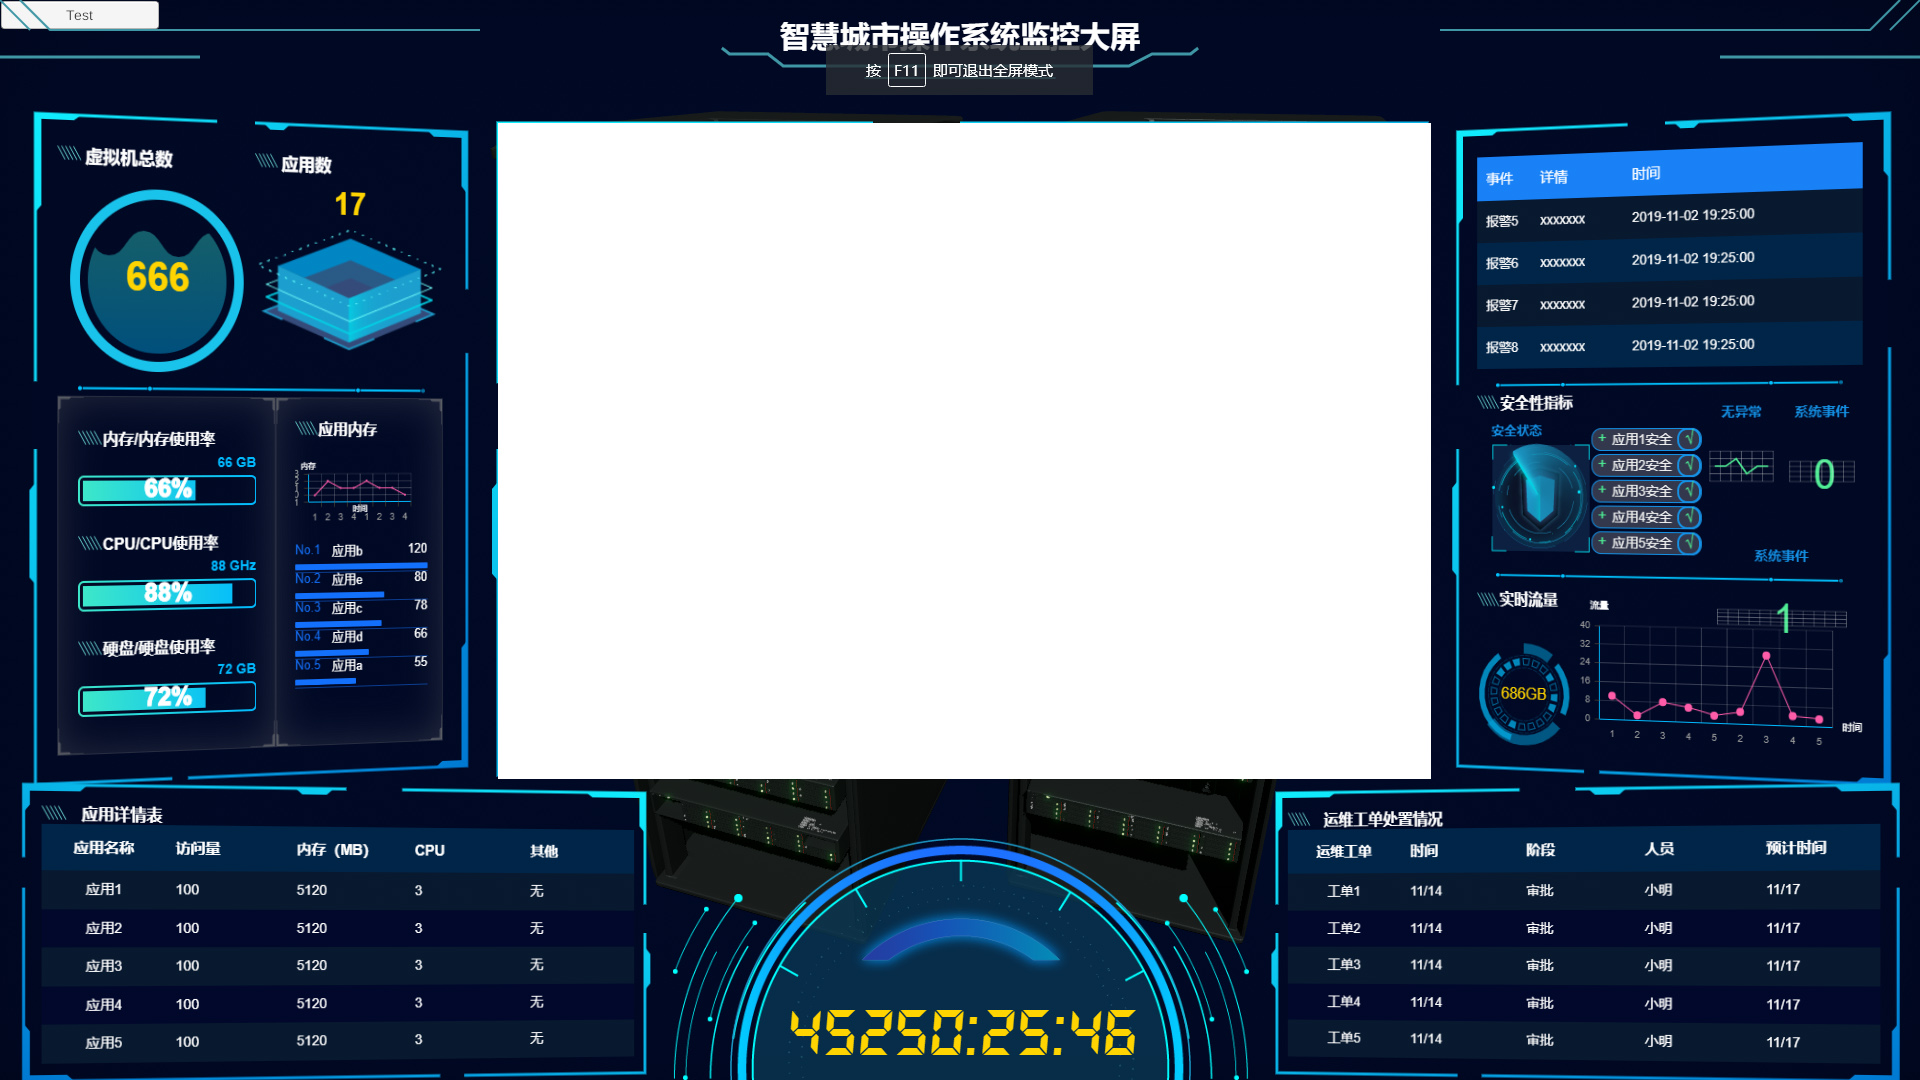 Test
智慧城市操作系统监控大屏
按 F11 即可退出全屏模式
虚拟机总数
应用数
17
666
内存/内存使用率
66 GB
66%
CPU/CPU使用率
88 GHz
88%
硬盘/硬盘使用率
72 GB
72%
应用内存
内存
时间
1 2 3 4 1 2 3 4
No.1 应用b 120
No.2 应用e 80
No.3 应用c 78
No.4 应用d 66
No.5 应用a 55
事件 详情 时间
报警5 xxxxxxx 2019-11-02 19:25:00
报警6 xxxxxxx 2019-11-02 19:25:00
报警7 xxxxxxx 2019-11-02 19:25:00
报警8 xxxxxxx 2019-11-02 19:25:00
安全性指标
安全状态
+ 应用1安全 √
+ 应用2安全 √
+ 应用3安全 √
+ 应用4安全 √
+ 应用5安全 √
无异常 系统事件
0
系统事件
1
实时流量
686GB
流量
40
32
24
16
8
0
1 2 3 4 5 2 3 4 5
时间
应用详情表
应用名称 访问量 内存（MB） CPU 其他
应用1 100 5120 3 无
应用2 100 5120 3 无
应用3 100 5120 3 无
应用4 100 5120 3 无
应用5 100 5120 3 无
45250:25:46
运维工单处置情况
运维工单 时间 阶段 人员 预计时间
工单1 11/14 审批 小明 11/17
工单2 11/14 审批 小明 11/17
工单3 11/14 审批 小明 11/17
工单4 11/14 审批 小明 11/17
工单5 11/14 审批 小明 11/17